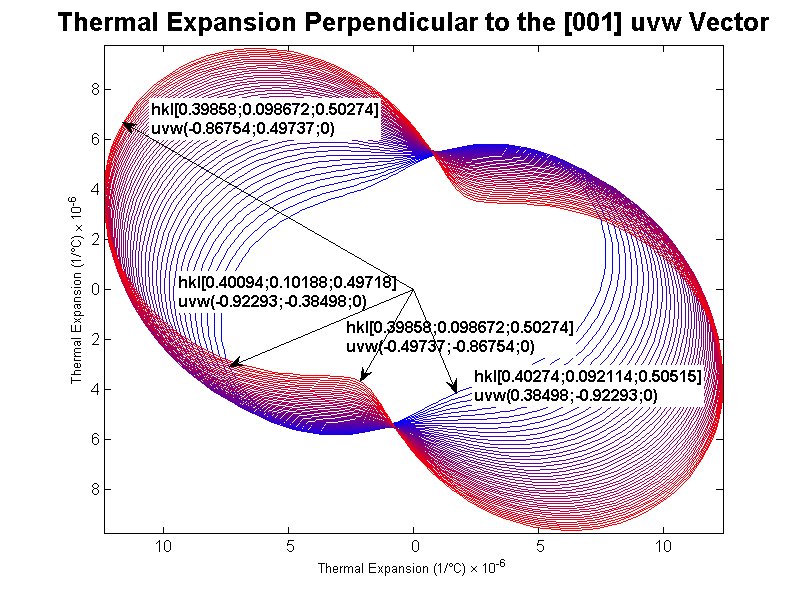 Thermal Expansion Perpendicular to the [001] uvw Vector
8
6
4
2
0
2
4
6
8
Thermal Expansion (1/°C) × 10-6
hkl[0.39858;0.098672;0.50274]
uvw(-0.86754;0.49737;0)
hkl[0.40094;0.10188;0.49718]
uvw(-0.92293;-0.38498;0)
hkl[0.39858;0.098672;0.50274]
uvw(-0.49737;-0.86754;0)
hkl[0.40274;0.092114;0.50515]
uvw(0.38498;-0.92293;0)
10 5 0 5 10
Thermal Expansion (1/°C) × 10-6